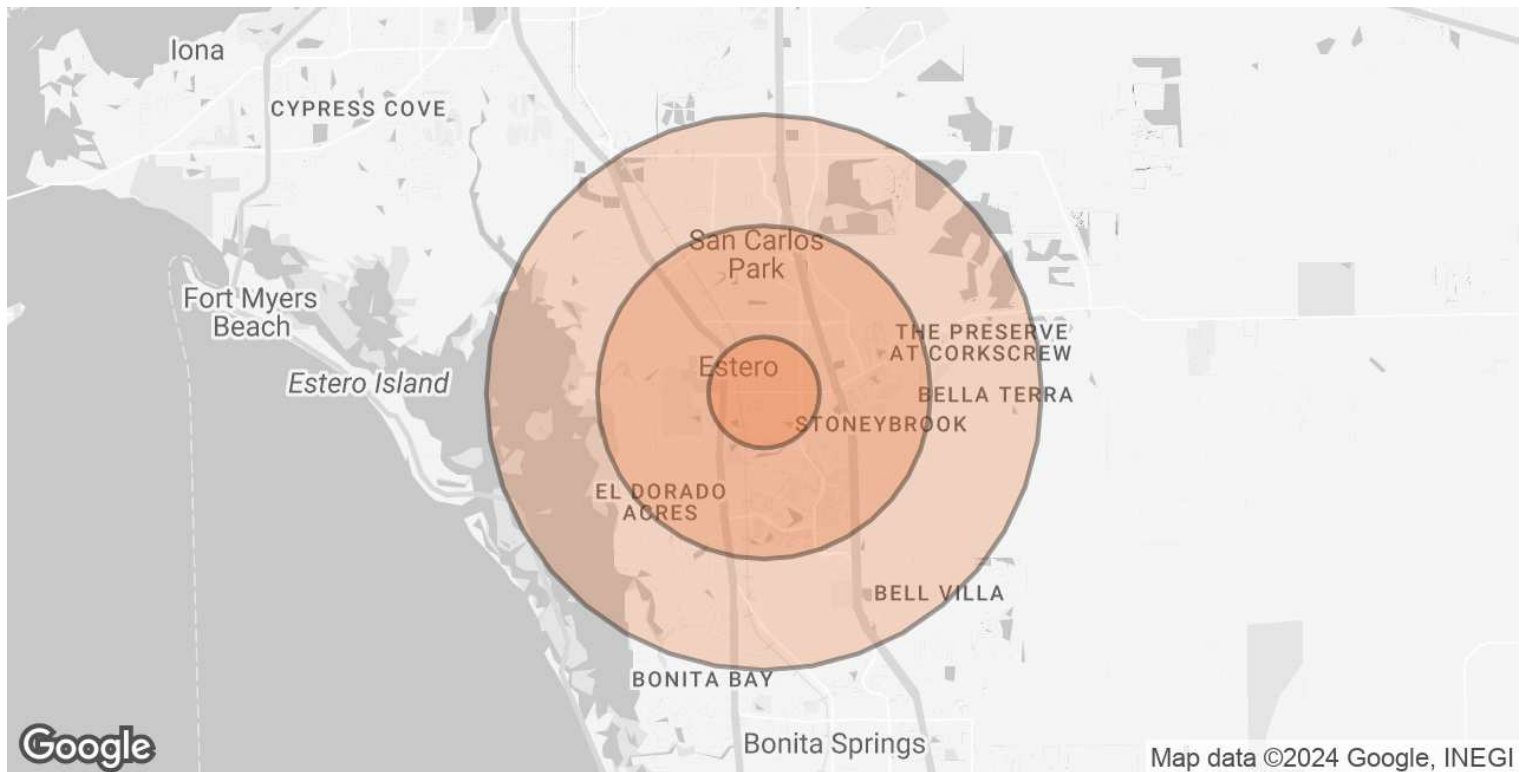 Iona
CYPRESS COVE
San Carlos
Park
Fort Myers
Beach
THE PRESERVE
AT CORKSCREW
Estero
Estero Island
BELLA TERRA
STONEYBROOK
EL DORADO
ACRES
BELL VILLA
BONITA BAY
Bonita Springs
Google
Map data ©2024 Google, INEGI